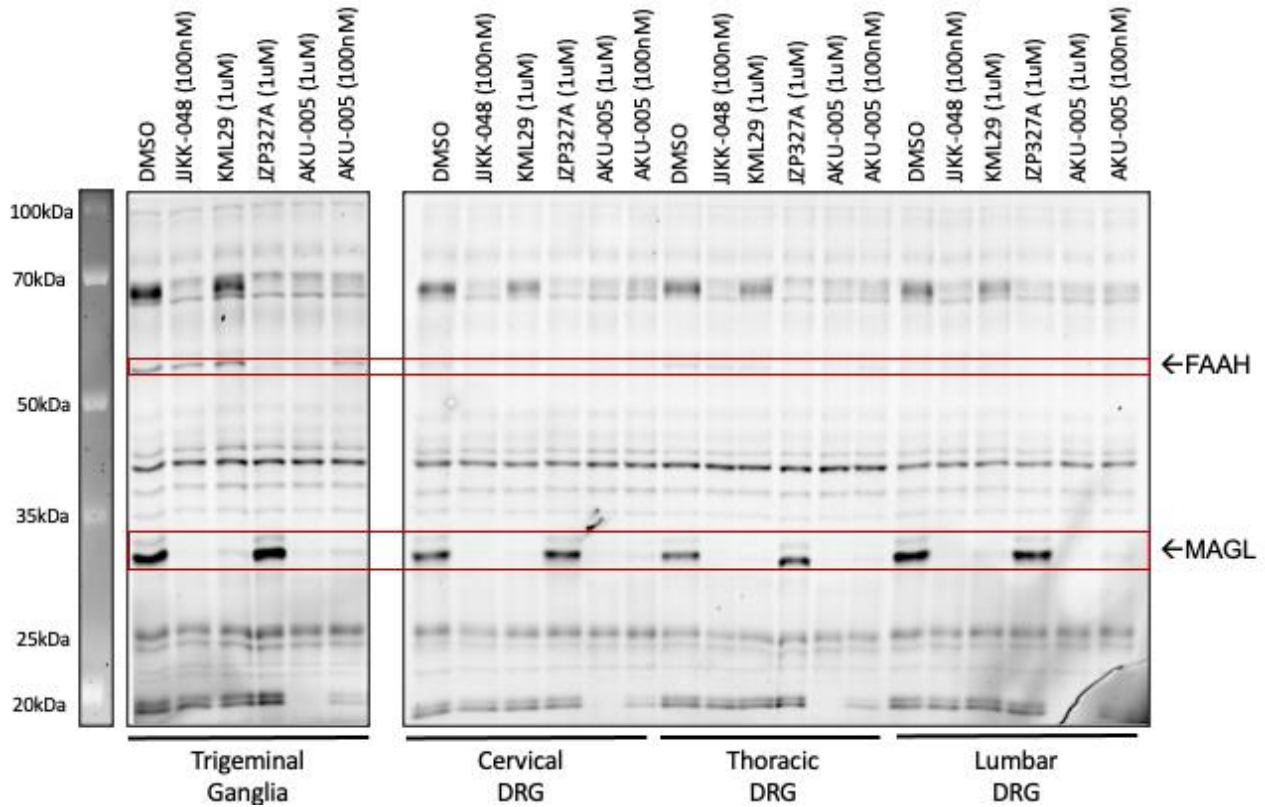 DMSO
JJKK-048 (100nM)
KML29 (1uM)
JZP327A (1uM)
AKU-005 (1uM)
AKU-005 (100nM)
DMSO
JJKK-048 (100nM)
KML29 (1uM)
JZP327A (1uM)
AKU-005 (1uM)
AKU-005 (100nM)
DMSO
JJKK-048 (100nM)
KML29 (1uM)
JZP327A (1uM)
AKU-005 (1uM)
AKU-005 (100nM)
DMSO
JJKK-048 (100nM)
KML29 (1uM)
JZP327A (1uM)
AKU-005 (1uM)
AKU-005 (100nM)
100kDa
70kDa
←FAAH
50kDa
35kDa
←MAGL
25kDa
20kDa
Trigeminal
Ganglia
Cervical
DRG
Thoracic
DRG
Lumbar
DRG